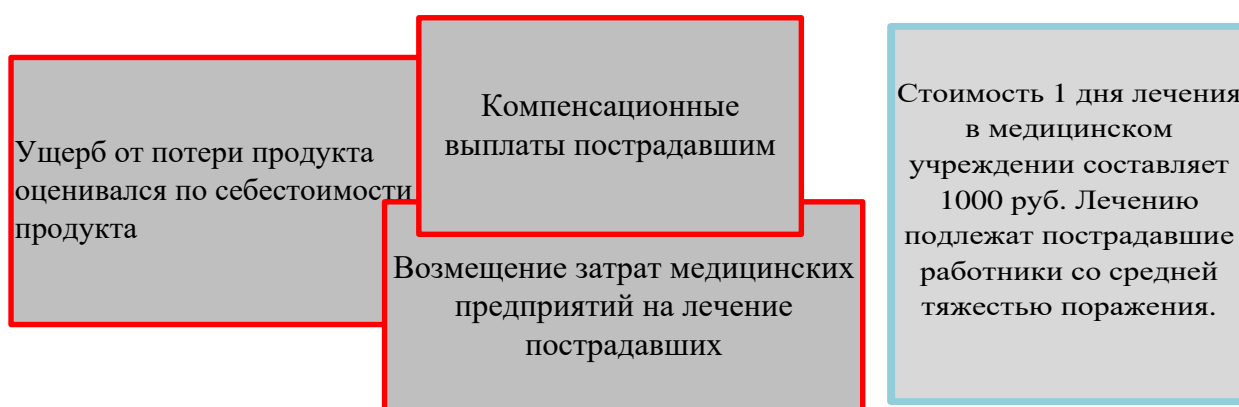 Ущерб от потери продукта
оценивался по себестоимости
продукта
Компенсационные
выплаты пострадавшим
Возмещение затрат медицинских
предприятий на лечение
пострадавших
Стоимость 1 дня лечения
в медицинском
учреждении составляет
1000 руб. Лечению
подлежат пострадавшие
работники со средней
тяжестью поражения.